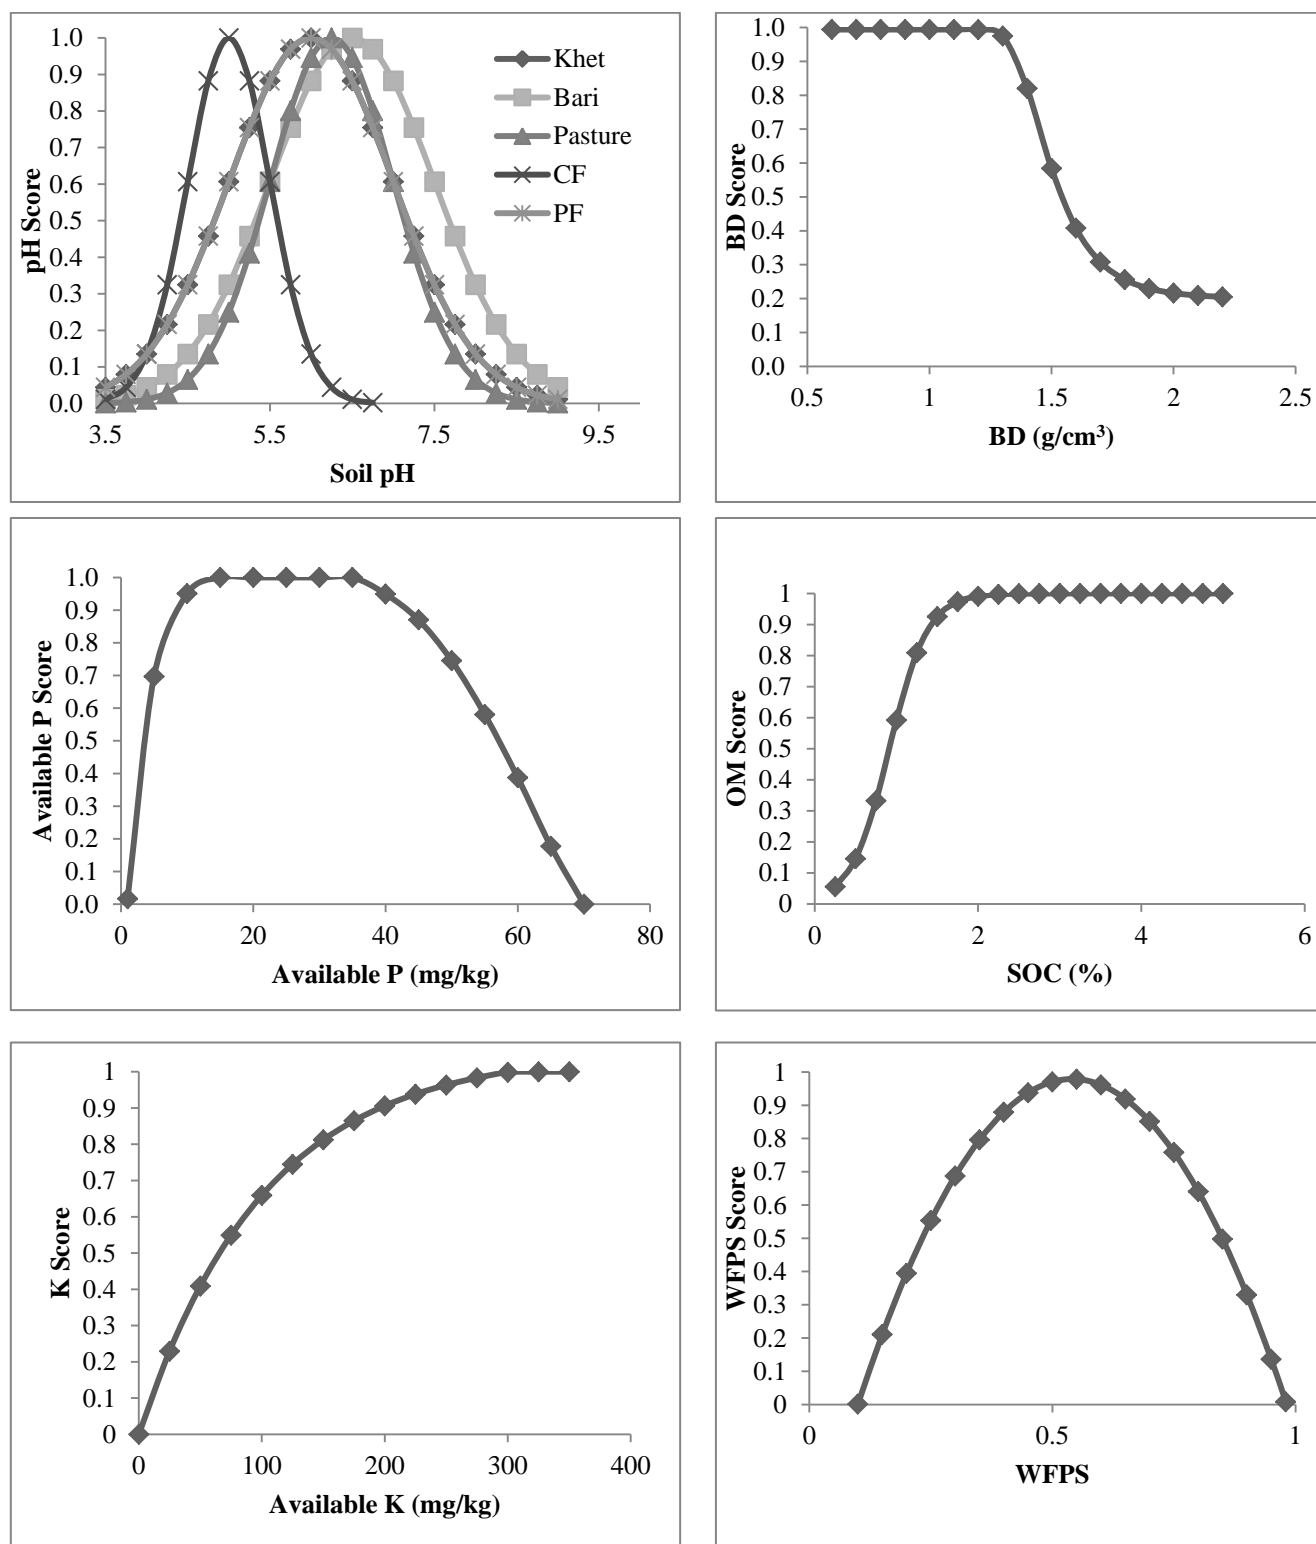 pH Score
1.0
0.9
0.8
0.7
0.6
0.5
0.4
0.3
0.2
0.1
0.0
3.5 5.5 7.5 9.5
Soil pH
Khet
Bari
Pasture
CF
PF
BD Score
1.0
0.9
0.8
0.7
0.6
0.5
0.4
0.3
0.2
0.1
0.0
0.5 1 1.5 2 2.5
BD (g/cm³)
Available P Score
1.0
0.9
0.8
0.7
0.6
0.5
0.4
0.3
0.2
0.1
0.0
0 20 40 60 80
Available P (mg/kg)
OM Score
1
0.9
0.8
0.7
0.6
0.5
0.4
0.3
0.2
0.1
0
0 2 4 6
SOC (%)
K Score
1
0.9
0.8
0.7
0.6
0.5
0.4
0.3
0.2
0.1
0
0 100 200 300 400
Available K (mg/kg)
WFPS Score
1
0.9
0.8
0.7
0.6
0.5
0.4
0.3
0.2
0.1
0
0 0.5 1
WFPS